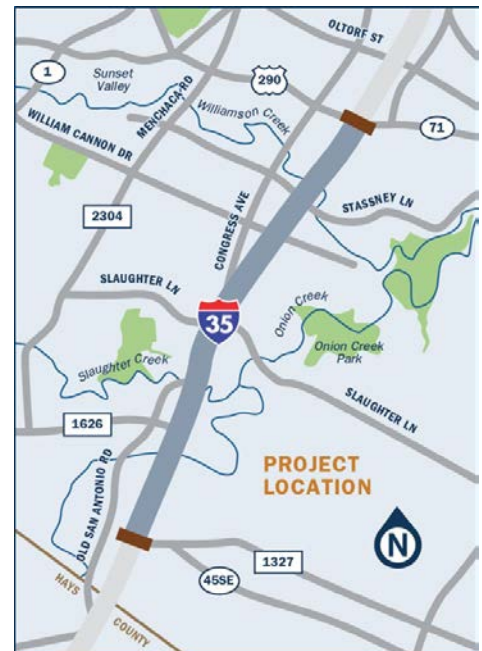 OLTORF ST
1
Sunset
Valley
290
MENCHACA RD
Williamson Creek
71
WILLIAM CANNON DR
2304
CONGRESS AVE
STASSNEY LN
SLAUGHTER LN
35
Onion Creek
Onion Creek
Park
Slaughter Creek
SLAUGHTER LN
1626
PROJECT
LOCATION
OLD SAN ANTONIO RD
N
1327
45SE
HAYS
COUNTY